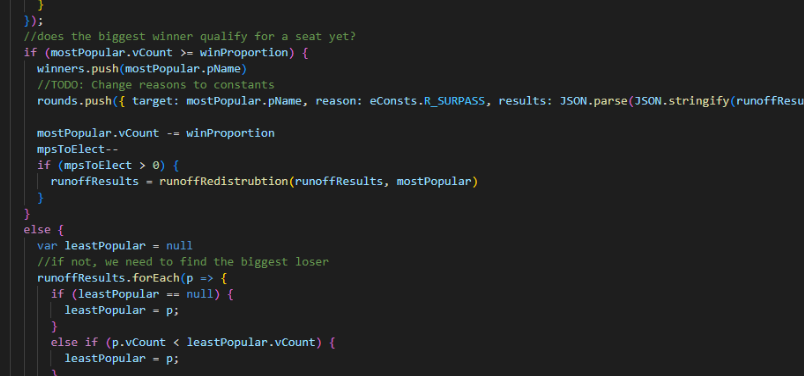 }
});
//does the biggest winner qualify for a seat yet?
if (mostPopular.vCount >= winProportion) {
winners.push(mostPopular.pName)
//TODO: Change reasons to constants
rounds.push({ target: mostPopular.pName, reason: eConsts.R_SURPASS, results: JSON.parse(JSON.stringify(runoffResu
mostPopular.vCount -= winProportion
mpsToElect--
if (mpsToElect > 0) {
runoffResults = runoffRedistrubtion(runoffResults, mostPopular)
}
}
else {
var leastPopular = null
//if not, we need to find the biggest loser
runoffResults.forEach(p => {
if (leastPopular == null) {
leastPopular = p;
}
else if (p.vCount < leastPopular.vCount) {
leastPopular = p;
}